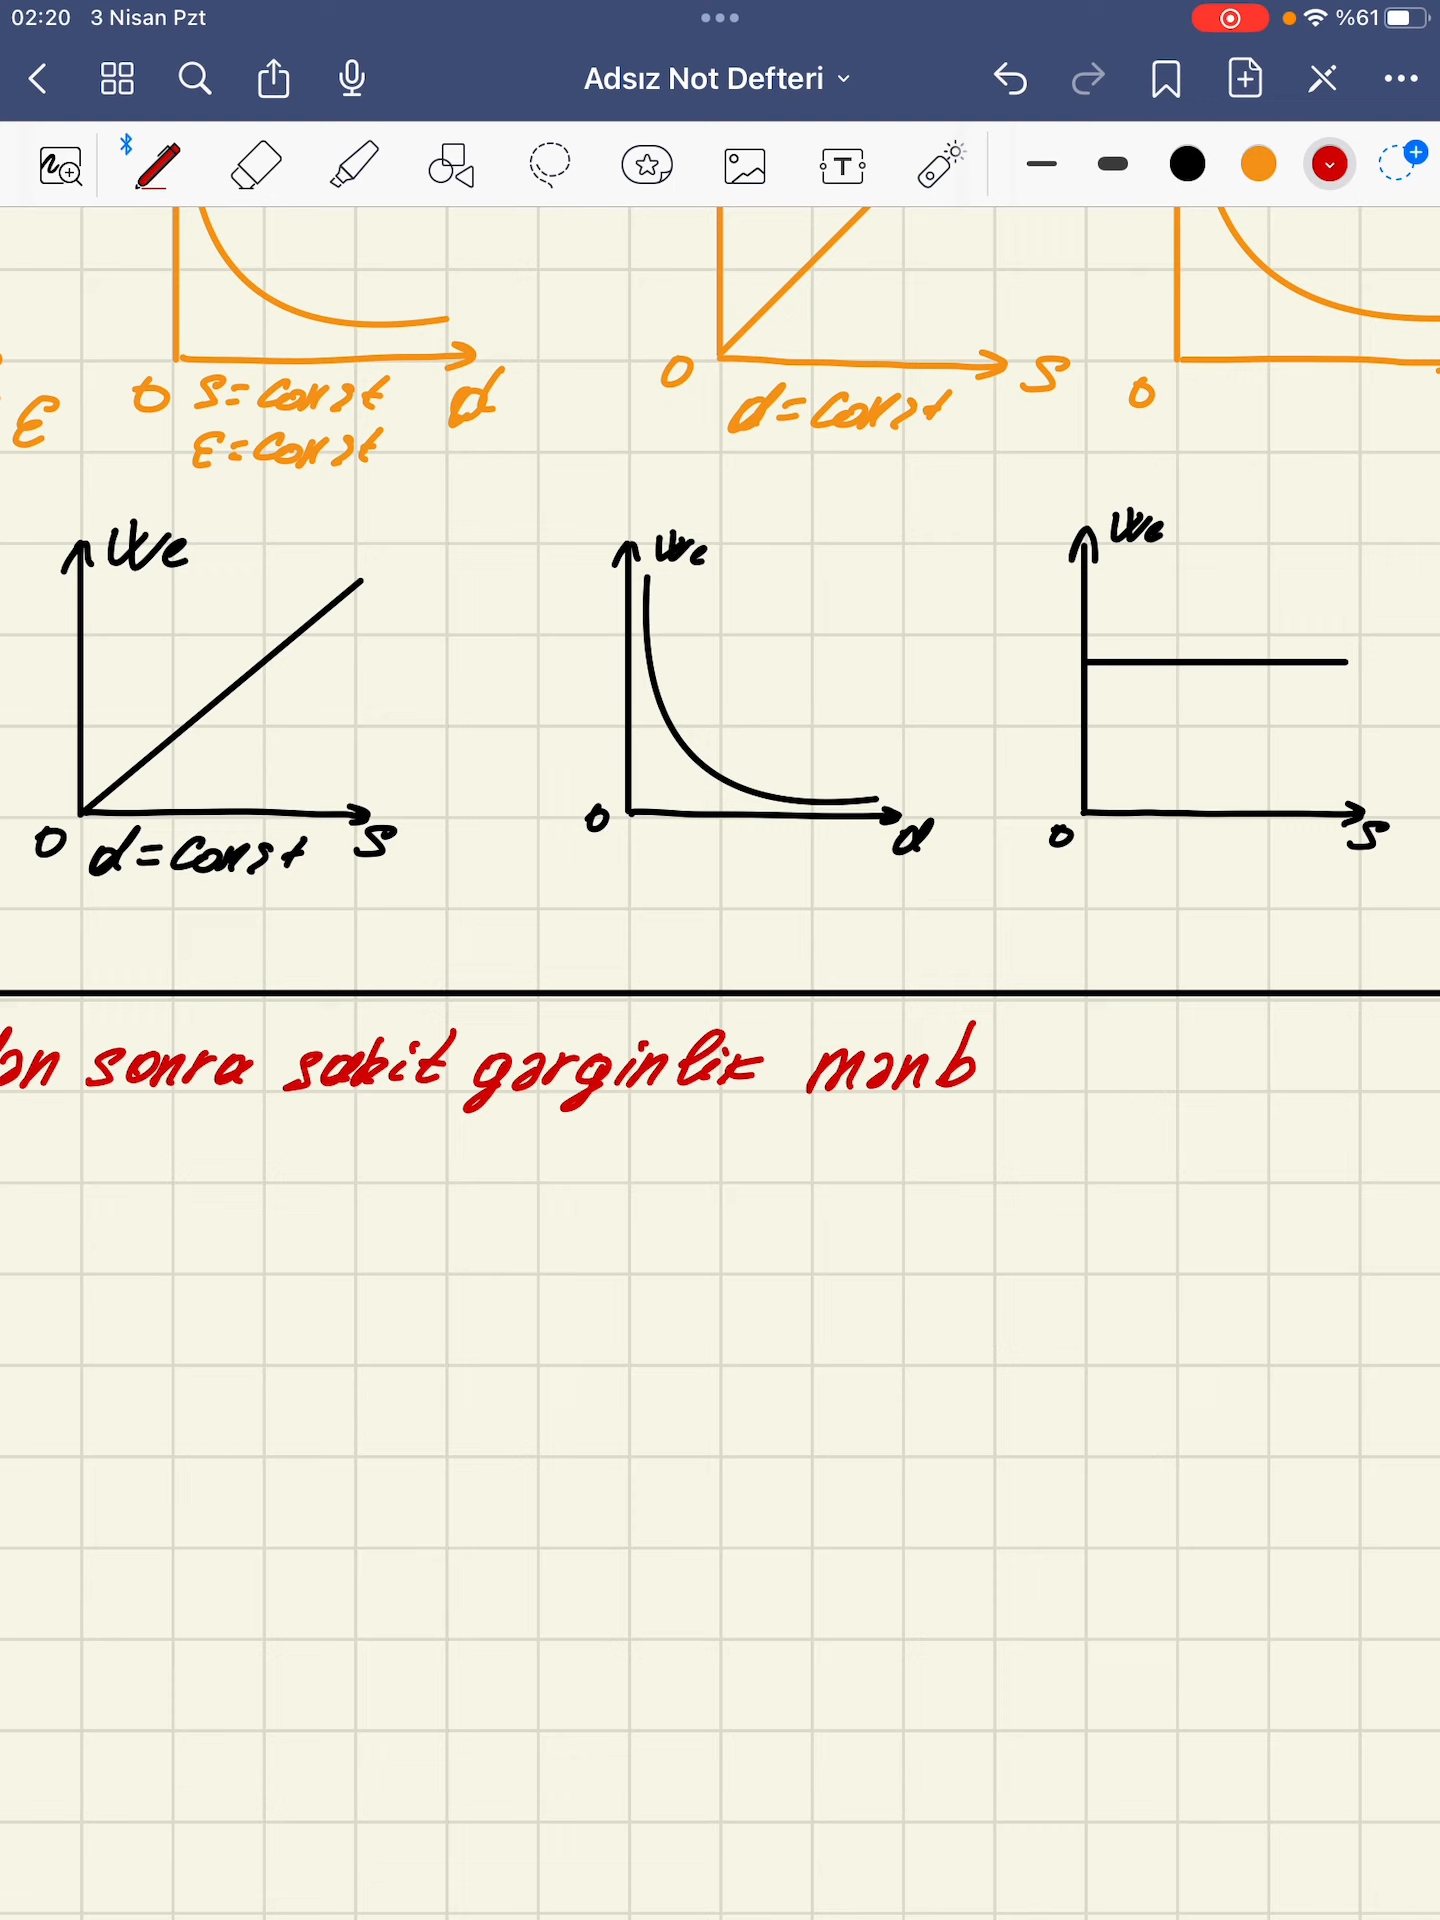 02:20 3 Nisan Pzt %61
Adsız Not Defteri
T
ε 0 S=const d
ε=const
0 d=const S
0
We
0 d=const S
We
0 d
We
0 S
ən sonra sabit gərginlik mənb